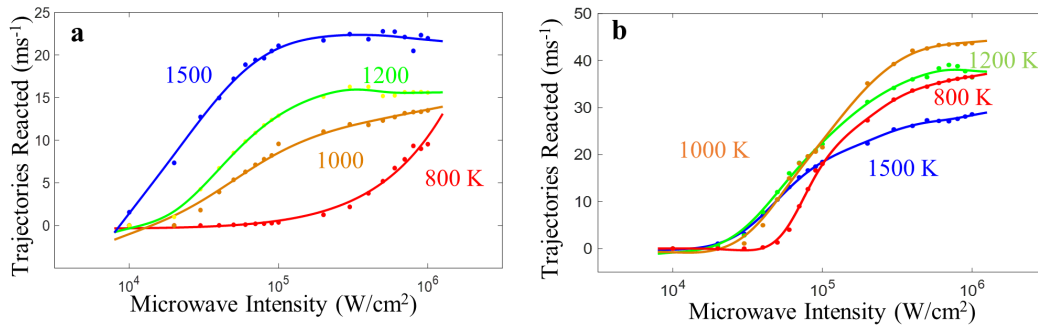 a
Trajectories Reacted (ms⁻¹)
25
20
15
10
5
0
1500
1200
1000
800 K
10⁴
10⁵
10⁶
Microwave Intensity (W/cm²)
b
Trajectories Reacted (ms⁻¹)
50
40
30
20
10
0
1200 K
800 K
1000 K
1500 K
10⁴
10⁵
10⁶
Microwave Intensity (W/cm²)